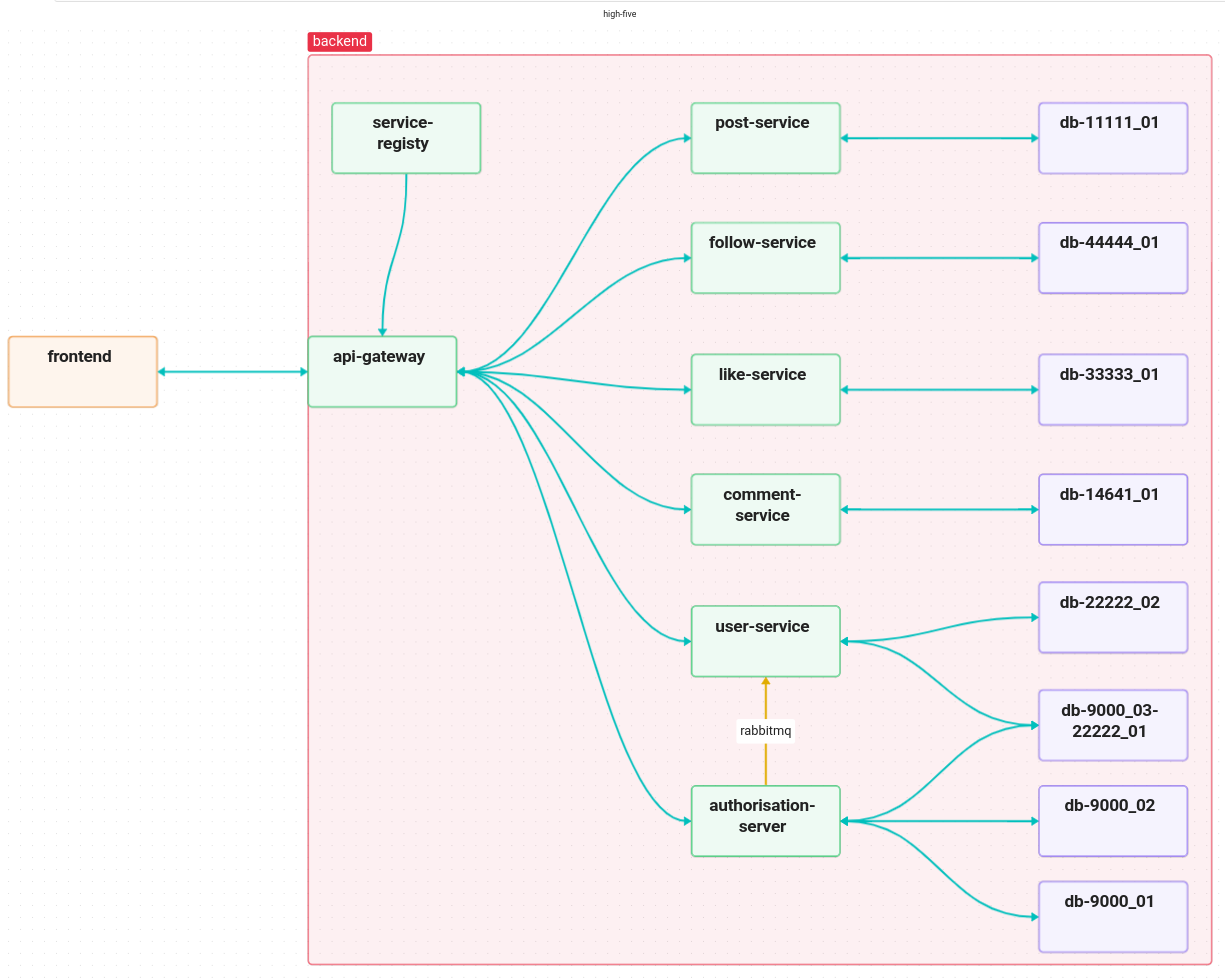 high-five
backend
service-
registy
post-service
db-11111_01
follow-service
db-44444_01
frontend
api-gateway
like-service
db-33333_01
comment-
service
db-14641_01
user-service
db-22222_02
rabbitmq
db-9000_03-
22222_01
authorisation-
server
db-9000_02
db-9000_01